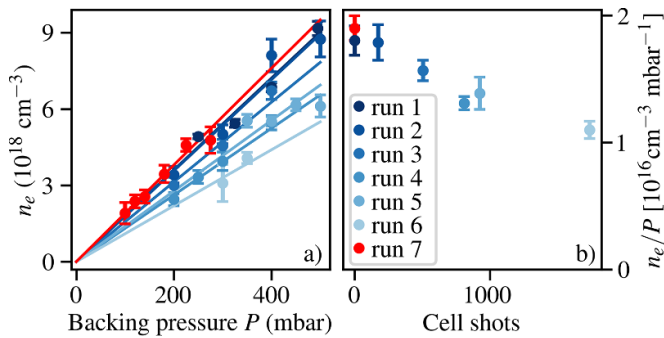 9
6
3
0
n_e (10^18 cm^−3)
0
200
400
Backing pressure P (mbar)
a)
run 1
run 2
run 3
run 4
run 5
run 6
run 7
b)
0
1000
Cell shots
2
1
0
n_e/P [10^16 cm^−3 mbar^−1]